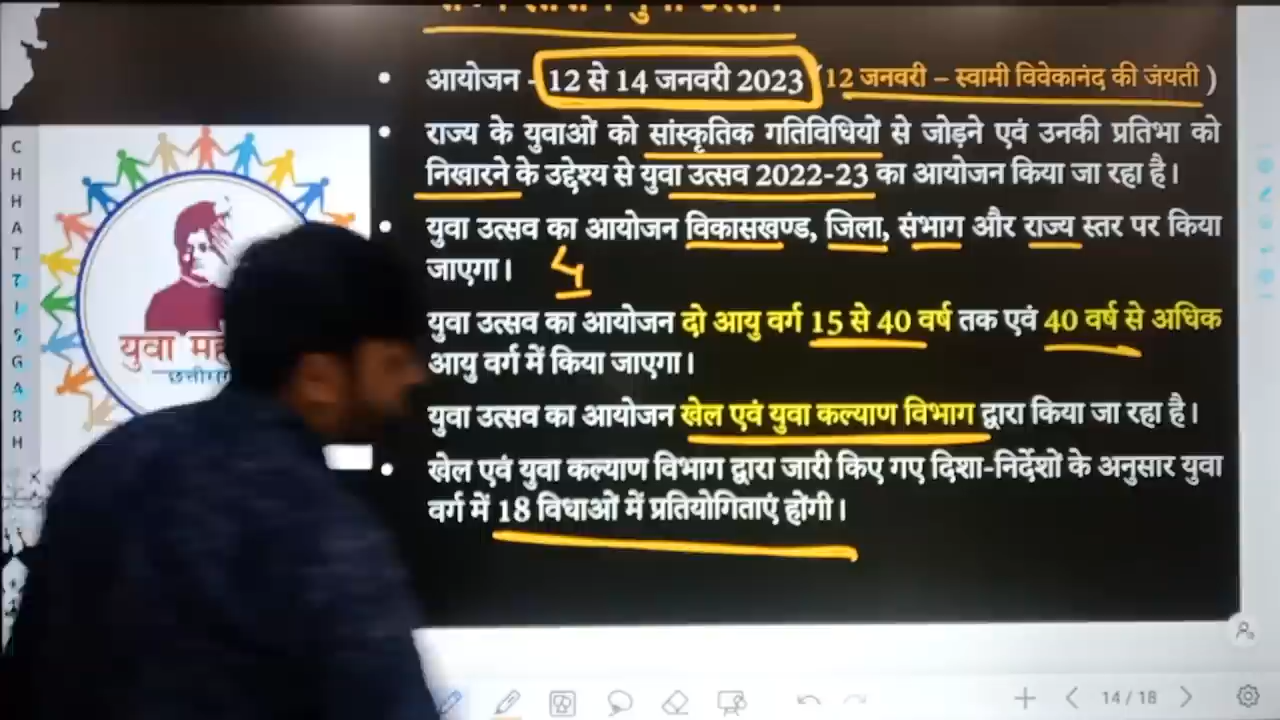 आयोजन - 12 से 14 जनवरी 2023 (12 जनवरी – स्वामी विवेकानंद की जंयती )
राज्य के युवाओं को सांस्कृतिक गतिविधियों से जोड़ने एवं उनकी प्रतिभा को
निखारने के उद्देश्य से युवा उत्सव 2022-23 का आयोजन किया जा रहा है।
युवा उत्सव का आयोजन विकासखण्ड, जिला, संभाग और राज्य स्तर पर किया
जाएगा। 4
युवा उत्सव का आयोजन दो आयु वर्ग 15 से 40 वर्ष तक एवं 40 वर्ष से अधिक
आयु वर्ग में किया जाएगा।
युवा उत्सव का आयोजन खेल एवं युवा कल्याण विभाग द्वारा किया जा रहा है।
खेल एवं युवा कल्याण विभाग द्वारा जारी किए गए दिशा-निर्देशों के अनुसार युवा
वर्ग में 18 विधाओं में प्रतियोगिताएं होंगी।
CHHATTISGARH
युवा
14 / 18